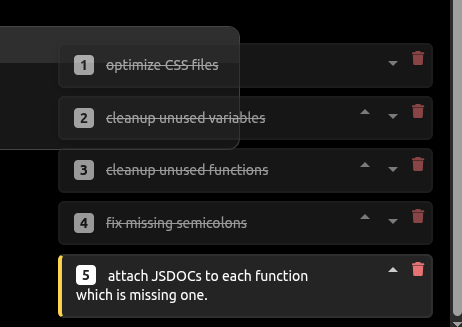 1 optimize CSS files
2 cleanup unused variables
3 cleanup unused functions
4 fix missing semicolons
5 attach JSDOCs to each function
which is missing one.